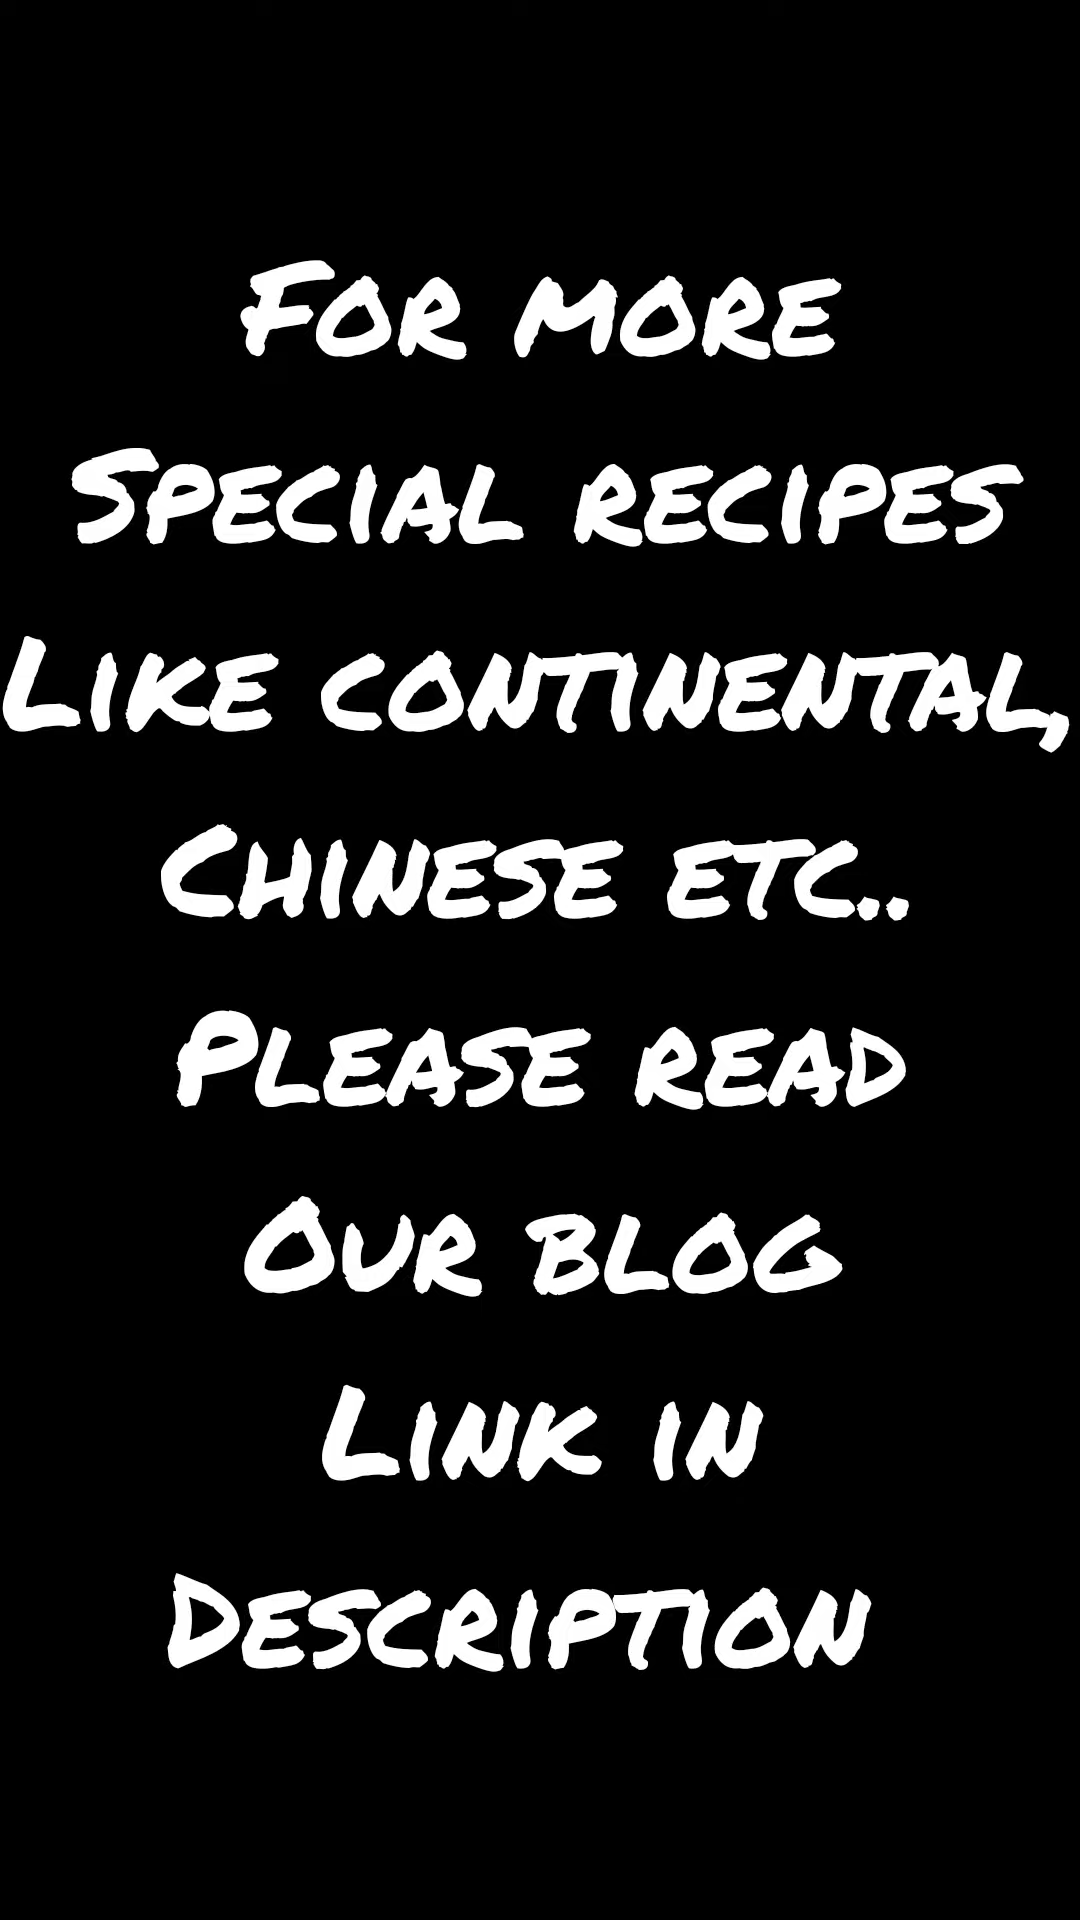 For more
Special recipes
Like continental,
Chinese etc..
Please read
Our blog
Link in
Description